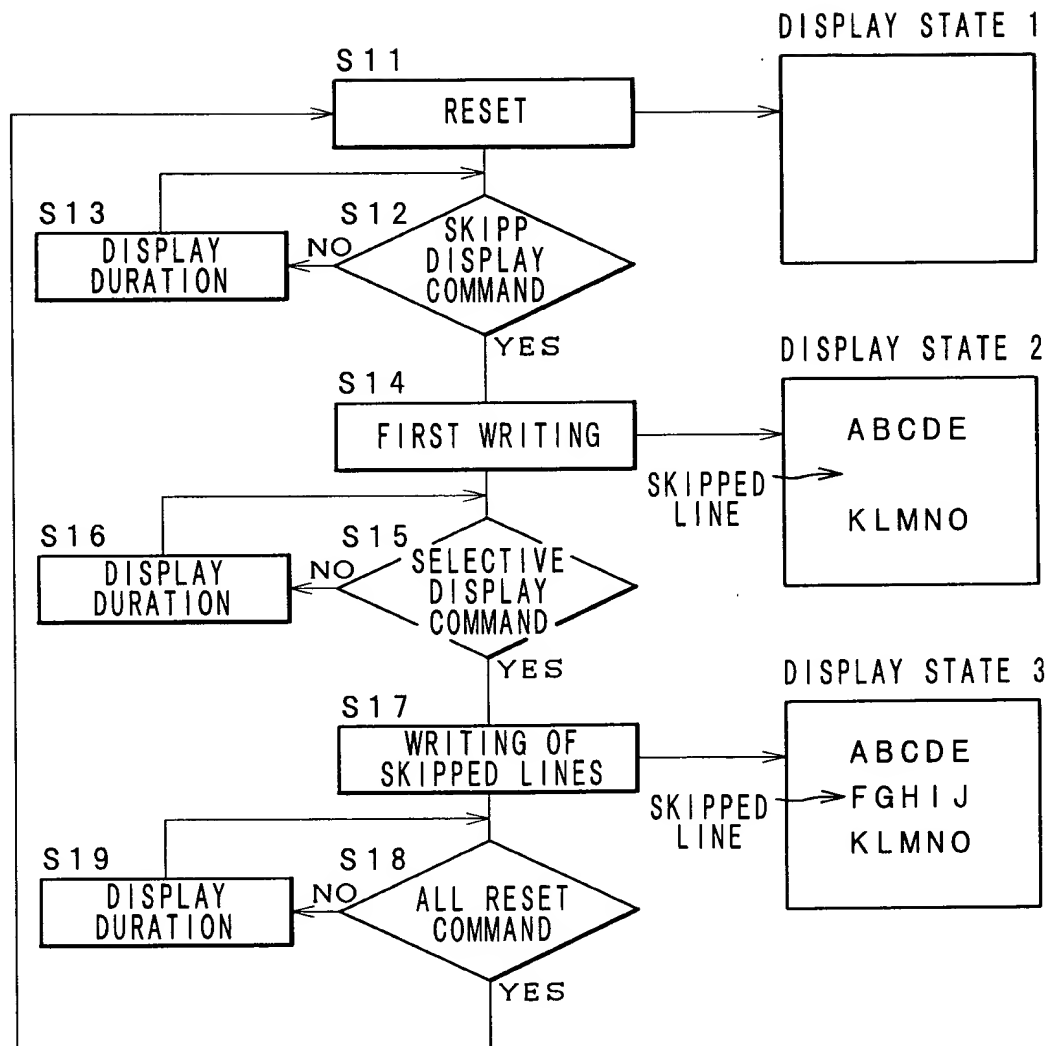 DISPLAY STATE 1
S11
RESET
S13
S12
DISPLAY
DURATION
NO
SKIPP
DISPLAY
COMMAND
YES
DISPLAY STATE 2
S14
FIRST WRITING
ABCDE
SKIPPED
LINE
KLMNO
S16
S15
DISPLAY
DURATION
NO
SELECTIVE
DISPLAY
COMMAND
YES
DISPLAY STATE 3
S17
WRITING OF
SKIPPED LINES
ABCDE
SKIPPED
LINE
FGHIJ
KLMNO
S19
S18
DISPLAY
DURATION
NO
ALL RESET
COMMAND
YES